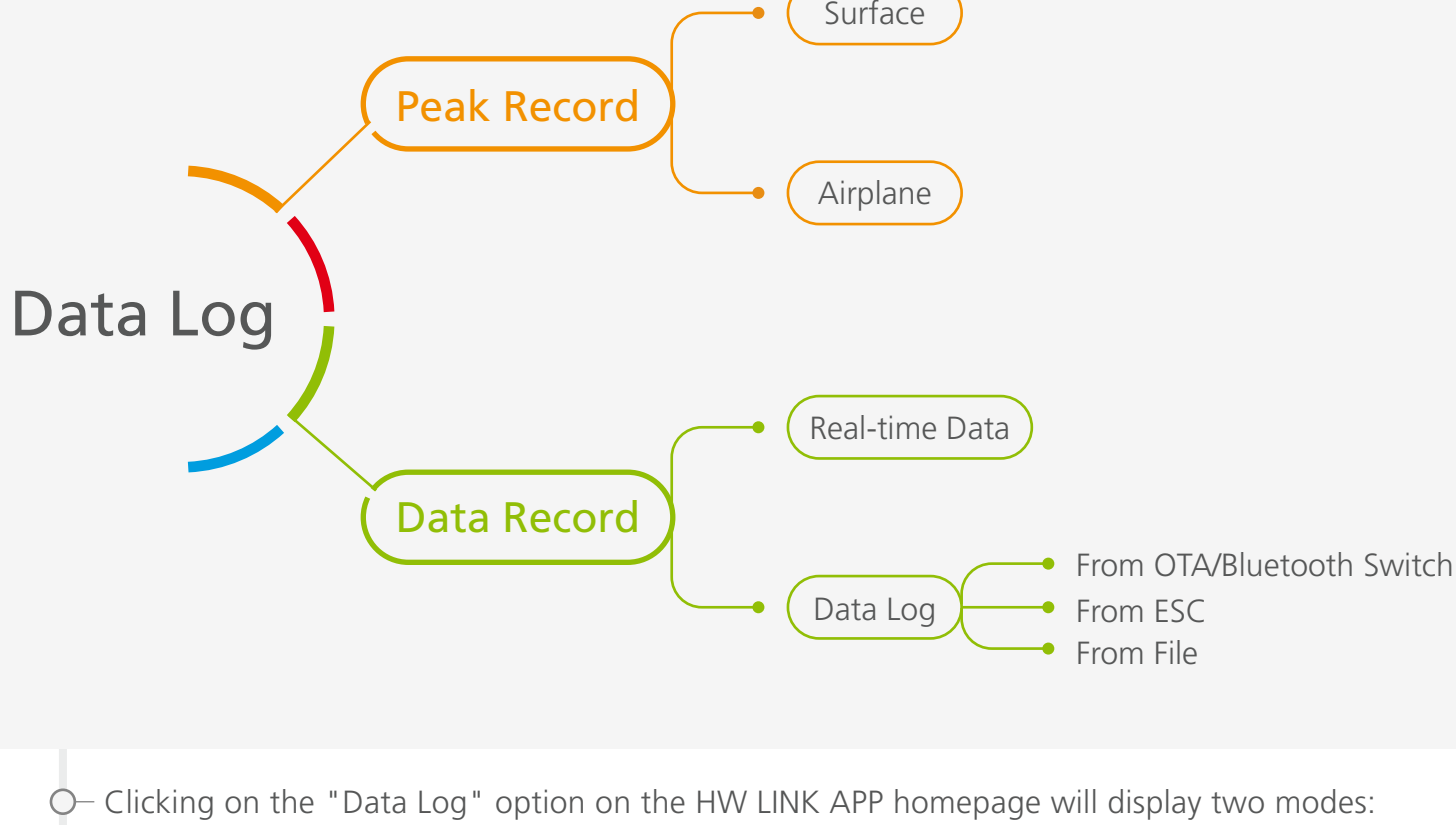 Surface
Peak Record
Airplane
Data Log
Real-time Data
Data Record
Data Log
From OTA/Bluetooth Switch
From ESC
From File
Clicking on the "Data Log" option on the HW LINK APP homepage will display two modes: